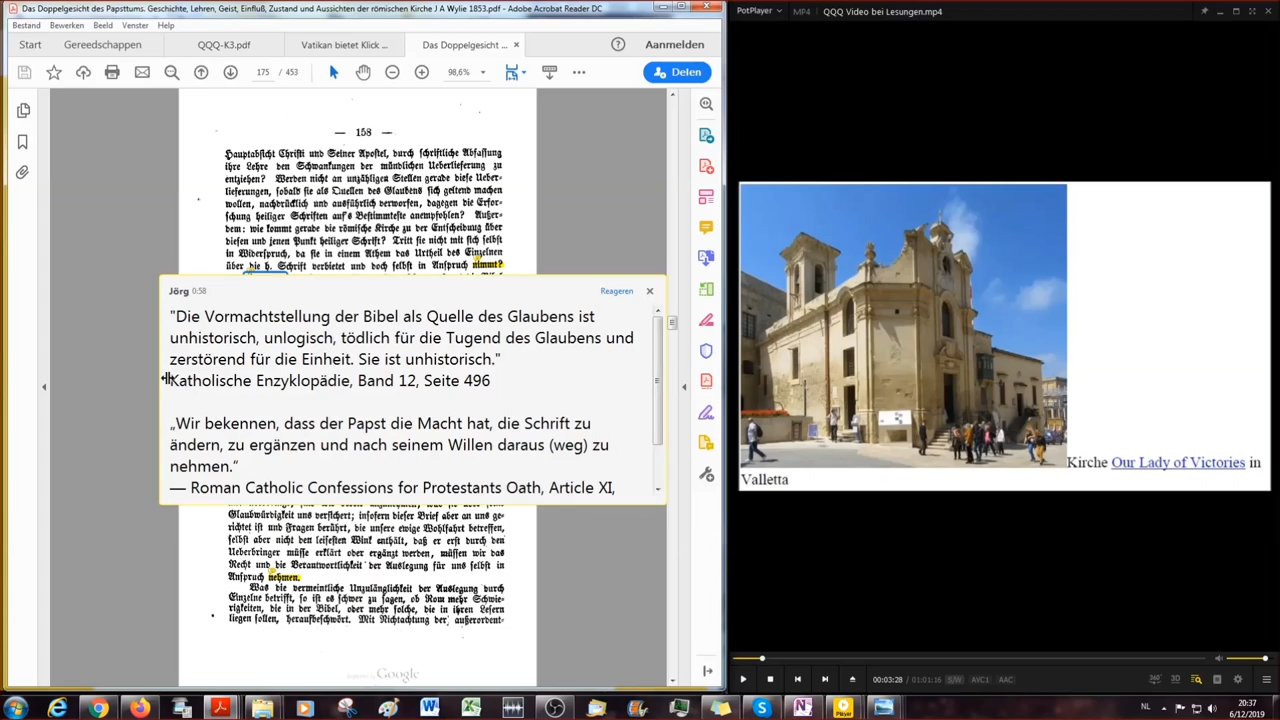 Das Doppelgesicht des Papsttums. Geschichte, Lehren, Geist, Einfluß, Zustand und Aussichten der römischen Kirche J A Wylie 1853.pdf - Adobe Acrobat Reader DC
Bestand Bewerken Beeld Venster Help
Start Gereedschappen QQQ-K3.pdf Vatikan bietet Klick ... Das Doppelgesicht ... × Anmelden
175 / 453 98,6% Delen
— 158 —
Hauptabsicht Christi und Seiner Apostel, durch schriftliche Abfassung
ihre Lehre den Schwankungen der mündlichen Ueberlieferung zu
entziehen? Werden nicht an unzähligen Stellen gerade diese Ueber-
lieferungen, sobald sie als Quellen des Glaubens sich geltend machen
wollen, nachdrücklich und ausführlich verworfen, dagegen die Erfor-
schung heiliger Schriften auf's Bestimmteste anempfohlen? Außer-
dem: wie kommt gerade die römische Kirche zu der Entscheidung über
diesen und jenen Punkt heiliger Schrift? Tritt sie nicht mit sich selbst
in Widerspruch, da sie in einem Athem das Urtheil des Einzelnen
über die h. Schrift verbietet und doch selbst in Anspruch nimmt?
Jörg 0:58 Reageren
"Die Vormachtstellung der Bibel als Quelle des Glaubens ist
unhistorisch, unlogisch, tödlich für die Tugend des Glaubens und
zerstörend für die Einheit. Sie ist unhistorisch."
Katholische Enzyklopädie, Band 12, Seite 496
„Wir bekennen, dass der Papst die Macht hat, die Schrift zu
ändern, zu ergänzen und nach seinem Willen daraus (weg) zu
nehmen.“
— Roman Catholic Confessions for Protestants Oath, Article XI,
Glaubwürdigkeit uns versichert; insofern dieser Brief aber an uns ge-
richtet ist und Fragen berührt, die unsere ewige Wohlfahrt betreffen,
selbst aber nicht den leisesten Wink enthält, daß er erst durch den
Ueberbringer müsse erklärt oder ergänzt werden, müssen wir das
Recht und die Verantwortlichkeit der Auslegung für uns selbst in
Anspruch nehmen.
Was die vermeintliche Unzulänglichkeit der Auslegung durch
Einzelne betrifft, so ist es schwer zu sagen, ob Rom mehr Schwie-
rigkeiten, die in der Bibel, oder mehr solche, die in ihren Lesern
liegen sollen, heraufbeschwört. Mit Nichtachtung der außerordent-
Google
PotPlayer MP4 QQQ Video bei Lesungen.mp4
Kirche Our Lady of Victories in
Valletta
00:03:28 / 01:01:16 S/W AVC1 AAC
360° 3D
NL 20:37
6/12/2019